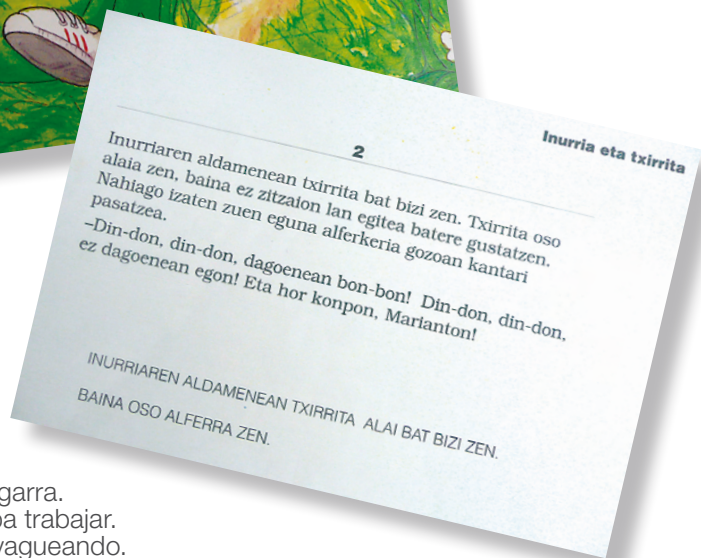 2
Inurria eta txirrita
Inurriaren aldamenean txirrita bat bizi zen. Txirrita oso
alaia zen, baina ez zitzaion lan egitea batere gustatzen.
Nahiago izaten zuen eguna alferkeria gozoan kantari
pasatzea.
–Din-don, din-don, dagoenean bon-bon! Din-don, din-don,
ez dagoenean egon! Eta hor konpon, Marianton!
INURRIAREN ALDAMENEAN TXIRRITA ALAI BAT BIZI ZEN.
BAINA OSO ALFERRA ZEN.
garra.
a trabajar.
vagueando.